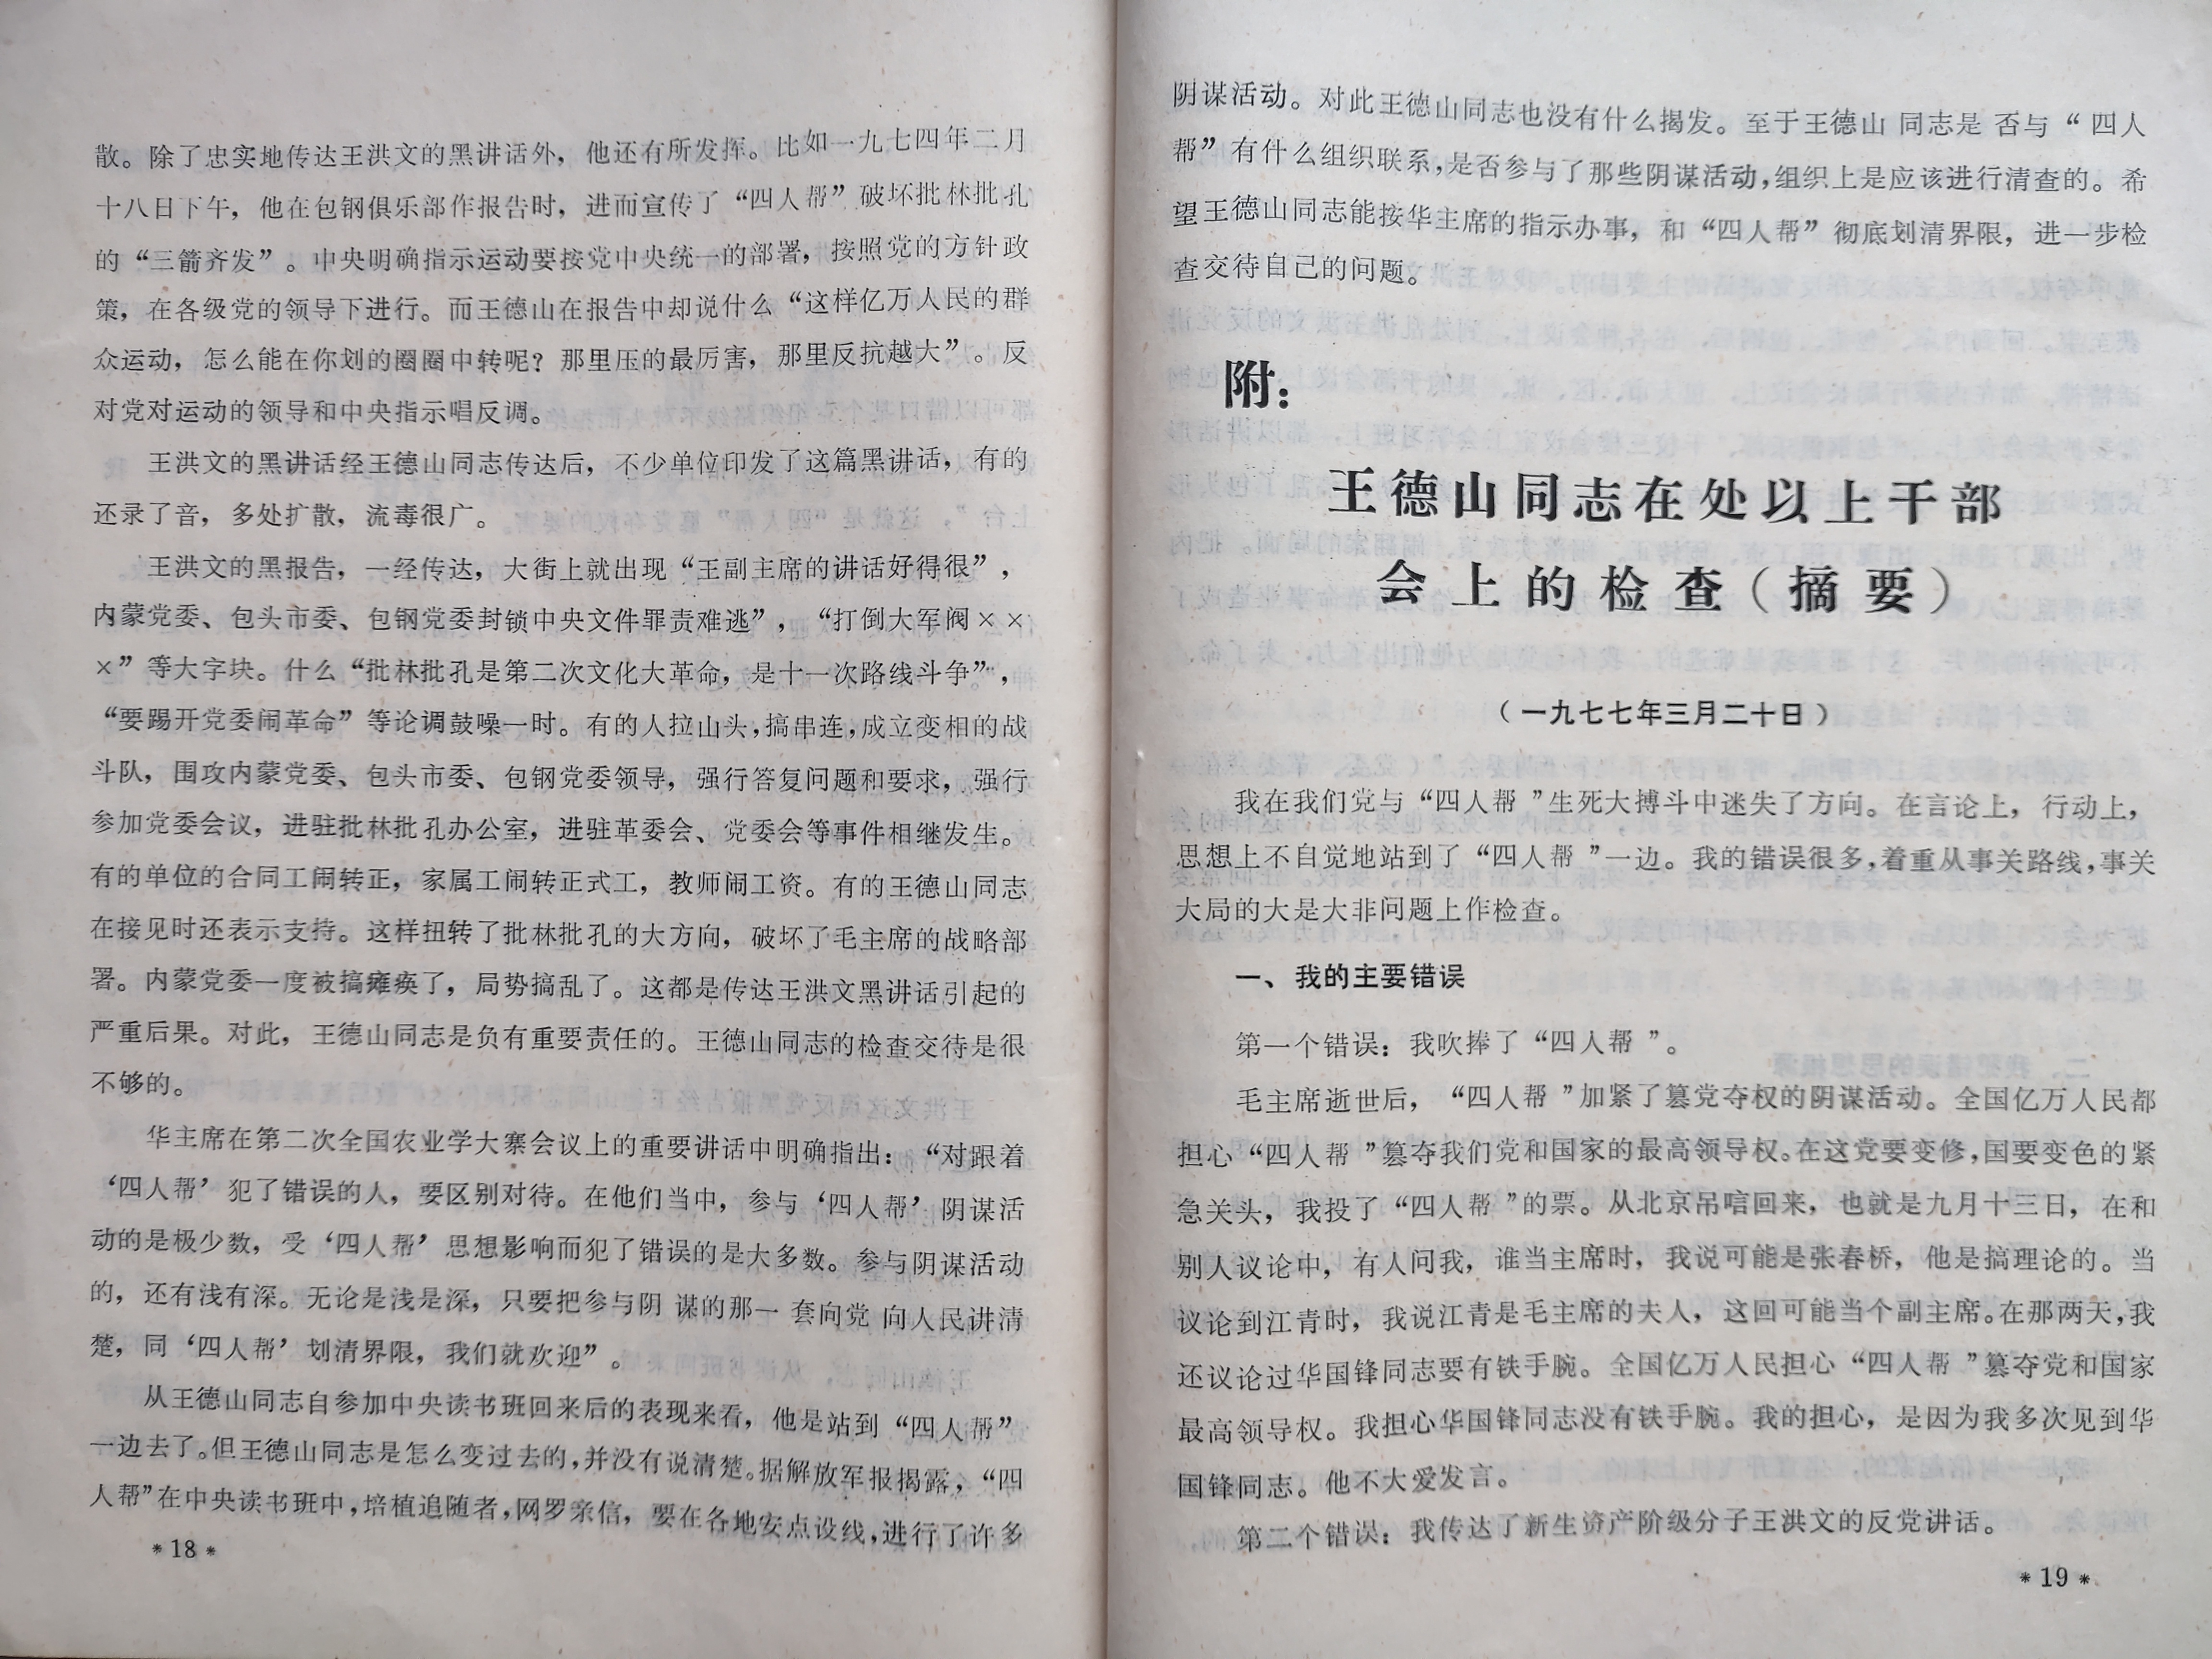 散。除了忠实地传达王洪文的黑讲话外，他还有所发挥。比如一九七四年二月
十八日下午，他在包钢俱乐部作报告时，进而宣传了“四人帮”破坏批林批孔
的“三箭齐发”。中央明确指示运动要按党中央统一的部署，按照党的方针政
策，在各级党的领导下进行。而王德山在报告中却说什么“这样亿万人民的群
众运动，怎么能在你划的圈圈中转呢？那里压的最厉害，那里反抗越大”。反
对党对运动的领导和中央指示唱反调。
王洪文的黑讲话经王德山同志传达后，不少单位印发了这篇黑讲话，有的
还录了音，多处扩散，流毒很广。
王洪文的黑报告，一经传达，大街上就出现“王副主席的讲话好得很”，
内蒙党委、包头市委、包钢党委封锁中央文件罪责难逃”，“打倒大军阀××
×”等大字块。什么“批林批孔是第二次文化大革命，是十一次路线斗争”，
“要踢开党委闹革命”等论调鼓噪一时。有的人拉山头，搞串连，成立变相的战
斗队，围攻内蒙党委、包头市委、包钢党委领导，强行答复问题和要求，强行
参加党委会议，进驻批林批孔办公室，进驻革委会、党委会等事件相继发生。
有的单位的合同工闹转正，家属工闹转正式工，教师闹工资。有的王德山同志
在接见时还表示支持。这样扭转了批林批孔的大方向，破坏了毛主席的战略部
署。内蒙党委一度被搞瘫痪了，局势搞乱了。这都是传达王洪文黑讲话引起的
严重后果。对此，王德山同志是负有重要责任的。王德山同志的检查交待是很
不够的。
华主席在第二次全国农业学大寨会议上的重要讲话中明确指出：“对跟着
‘四人帮’犯了错误的人，要区别对待。在他们当中，参与‘四人帮’阴谋活
动的是极少数，受‘四人帮’思想影响而犯了错误的是大多数。参与阴谋活动
的，还有浅有深。无论是浅是深，只要把参与阴 谋的那一 套向党 向人民讲清
楚，同‘四人帮’划清界限，我们就欢迎”。
从王德山同志自参加中央读书班回来后的表现来看，他是站到“四人帮”
一边去了。但王德山同志是怎么变过去的，并没有说清楚。据解放军报揭露，“四
人帮”在中央读书班中，培植追随者，网罗亲信，要在各地安点设线，进行了许多
＊18＊
阴谋活动。对此王德山同志也没有什么揭发。至于王德山 同志是 否与“四人
帮”有什么组织联系，是否参与了那些阴谋活动，组织上是应该进行清查的。希
望王德山同志能按华主席的指示办事，和“四人帮”彻底划清界限，进一步检
查交待自己的问题。
附：
王德山同志在处以上干部
会上的检查（摘要）
（一九七七年三月二十日）
我在我们党与“四人帮”生死大搏斗中迷失了方向。在言论上，行动上，
思想上不自觉地站到了“四人帮”一边。我的错误很多，着重从事关路线，事关
大局的大是大非问题上作检查。
一、我的主要错误
第一个错误：我吹捧了“四人帮”。
毛主席逝世后，“四人帮”加紧了篡党夺权的阴谋活动。全国亿万人民都
担心“四人帮”篡夺我们党和国家的最高领导权。在这党要变修，国要变色的紧
急关头，我投了“四人帮”的票。从北京吊唁回来，也就是九月十三日，在和
别人议论中，有人问我，谁当主席时，我说可能是张春桥，他是搞理论的。当
议论到江青时，我说江青是毛主席的夫人，这回可能当个副主席。在那两天，我
还议论过华国锋同志要有铁手腕。全国亿万人民担心“四人帮”篡夺党和国家
最高领导权。我担心华国锋同志没有铁手腕。我的担心，是因为我多次见到华
国锋同志。他不大爱发言。
第二个错误：我传达了新生资产阶级分子王洪文的反党讲话。
＊19＊